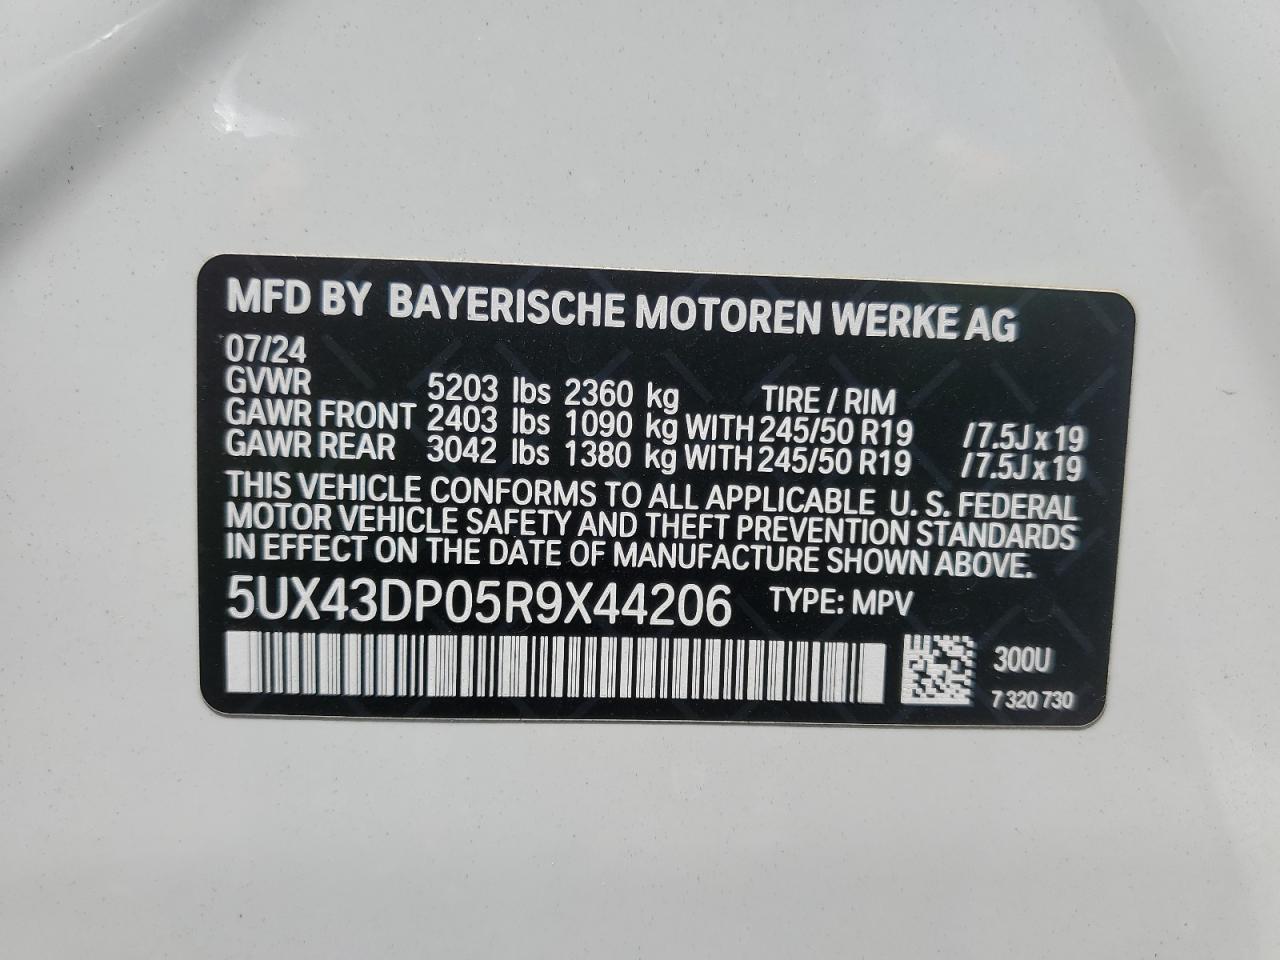 MFD BY BAYERISCHE MOTOREN WERKE AG
07/24
GVWR 5203 lbs 2360 kg TIRE / RIM
GAWR FRONT 2403 lbs 1090 kg WITH 245/50 R19 /7.5J x 19
GAWR REAR 3042 lbs 1380 kg WITH 245/50 R19 /7.5J x 19
THIS VEHICLE CONFORMS TO ALL APPLICABLE U. S. FEDERAL
MOTOR VEHICLE SAFETY AND THEFT PREVENTION STANDARDS
IN EFFECT ON THE DATE OF MANUFACTURE SHOWN ABOVE.
5UX43DP05R9X44206 TYPE: MPV
300U
7 320 730